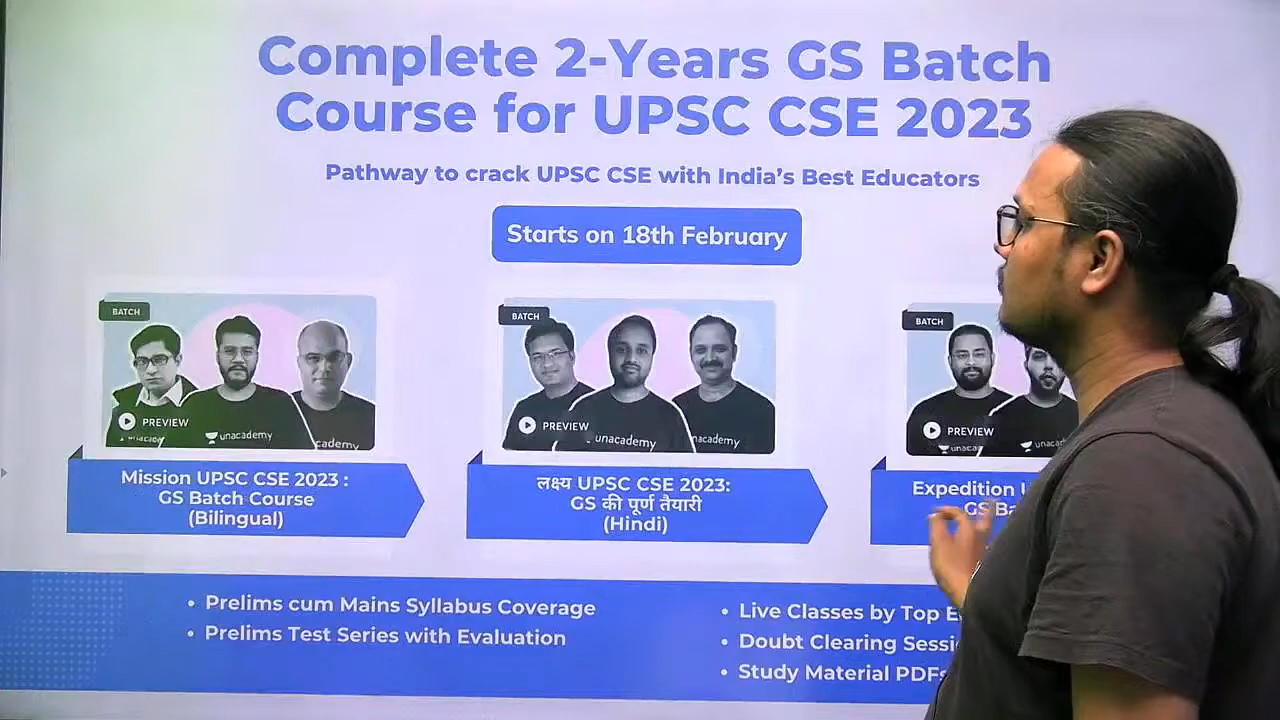 Complete 2-Years GS Batch
Course for UPSC CSE 2023
Pathway to crack UPSC CSE with India's Best Educators
Starts on 18th February
BATCH
PREVIEW
unacademy
BATCH
PREVIEW
unacademy
BATCH
PREVIEW
Mission UPSC CSE 2023 :
GS Batch Course
(Bilingual)
लक्ष्य UPSC CSE 2023:
GS की पूर्ण तैयारी
(Hindi)
Expedition
GS
• Prelims cum Mains Syllabus Coverage
• Prelims Test Series with Evaluation
• Live Classes by Top
• Doubt Clearing
• Study Material PDFs